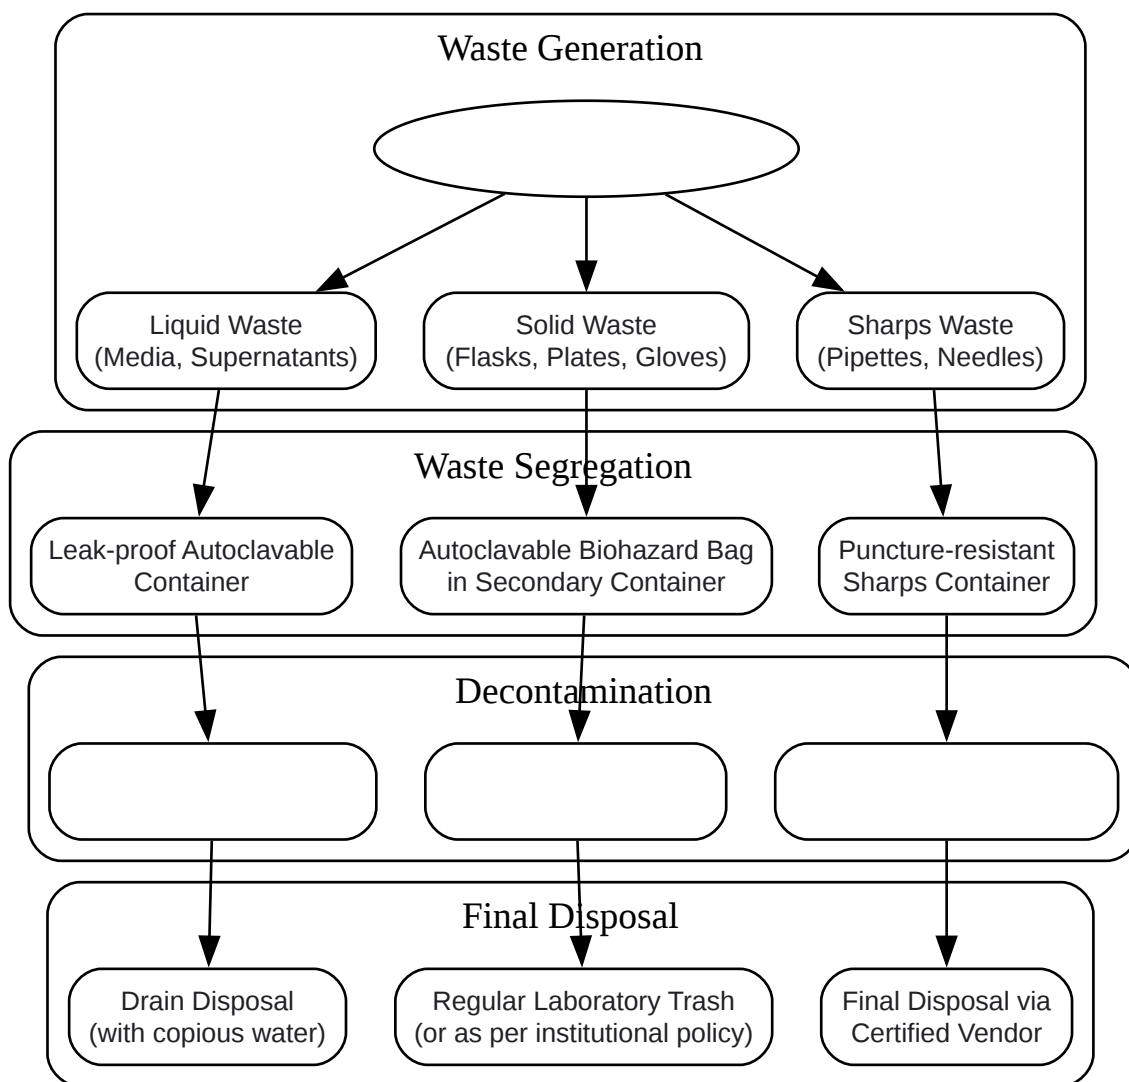 Waste Generation
Liquid Waste
(Media, Supernatants)
Solid Waste
(Flasks, Plates, Gloves)
Sharps Waste
(Pipettes, Needles)
Waste Segregation
Leak-proof Autoclavable
Container
Autoclavable Biohazard Bag
in Secondary Container
Puncture-resistant
Sharps Container
Decontamination
Final Disposal
Drain Disposal
(with copious water)
Regular Laboratory Trash
(or as per institutional policy)
Final Disposal via
Certified Vendor